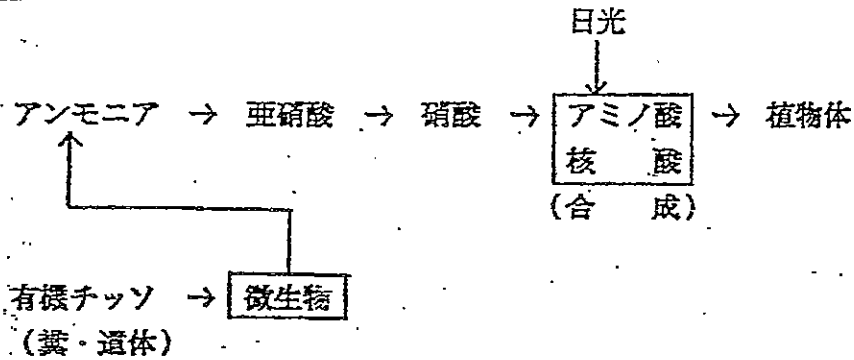 日光
アンモニア → 亜硝酸 → 硝酸 → アミノ酸 → 植物体
核 酸
(合 成)
有機チッソ → 微生物
(糞・遺体)